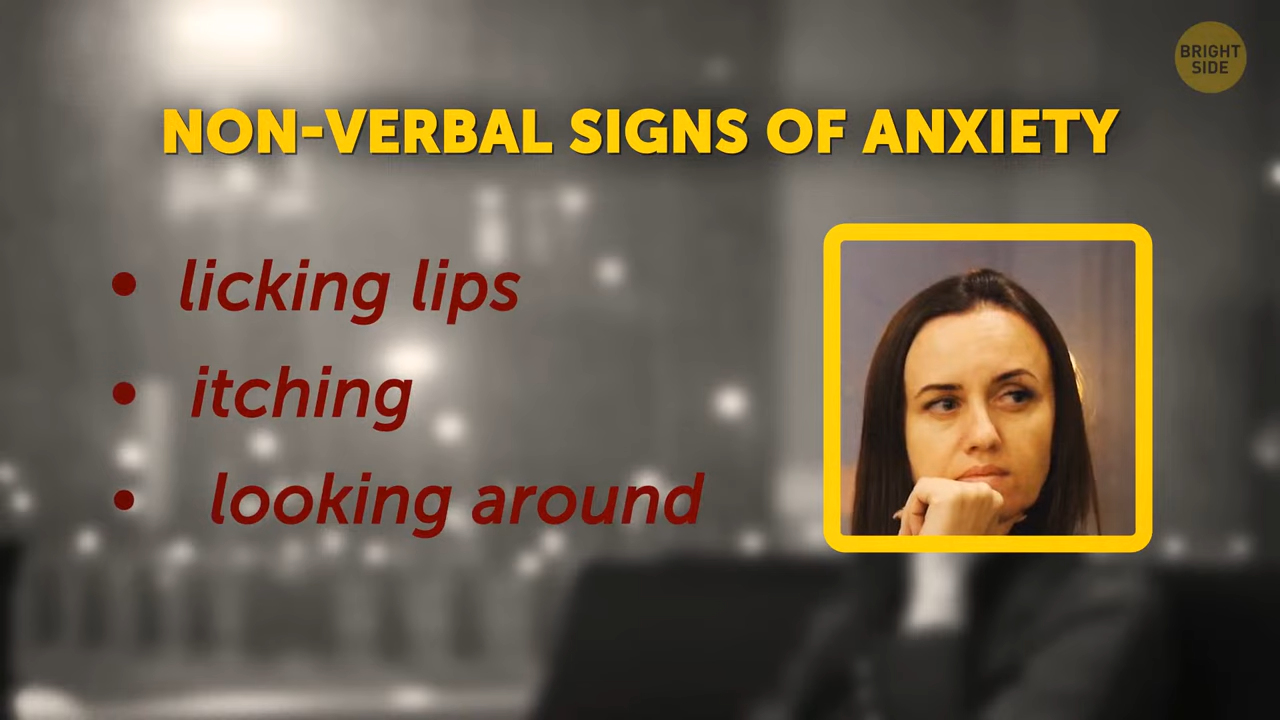 BRIGHT
SIDE
NON-VERBAL SIGNS OF ANXIETY
• licking lips
• itching
• looking around